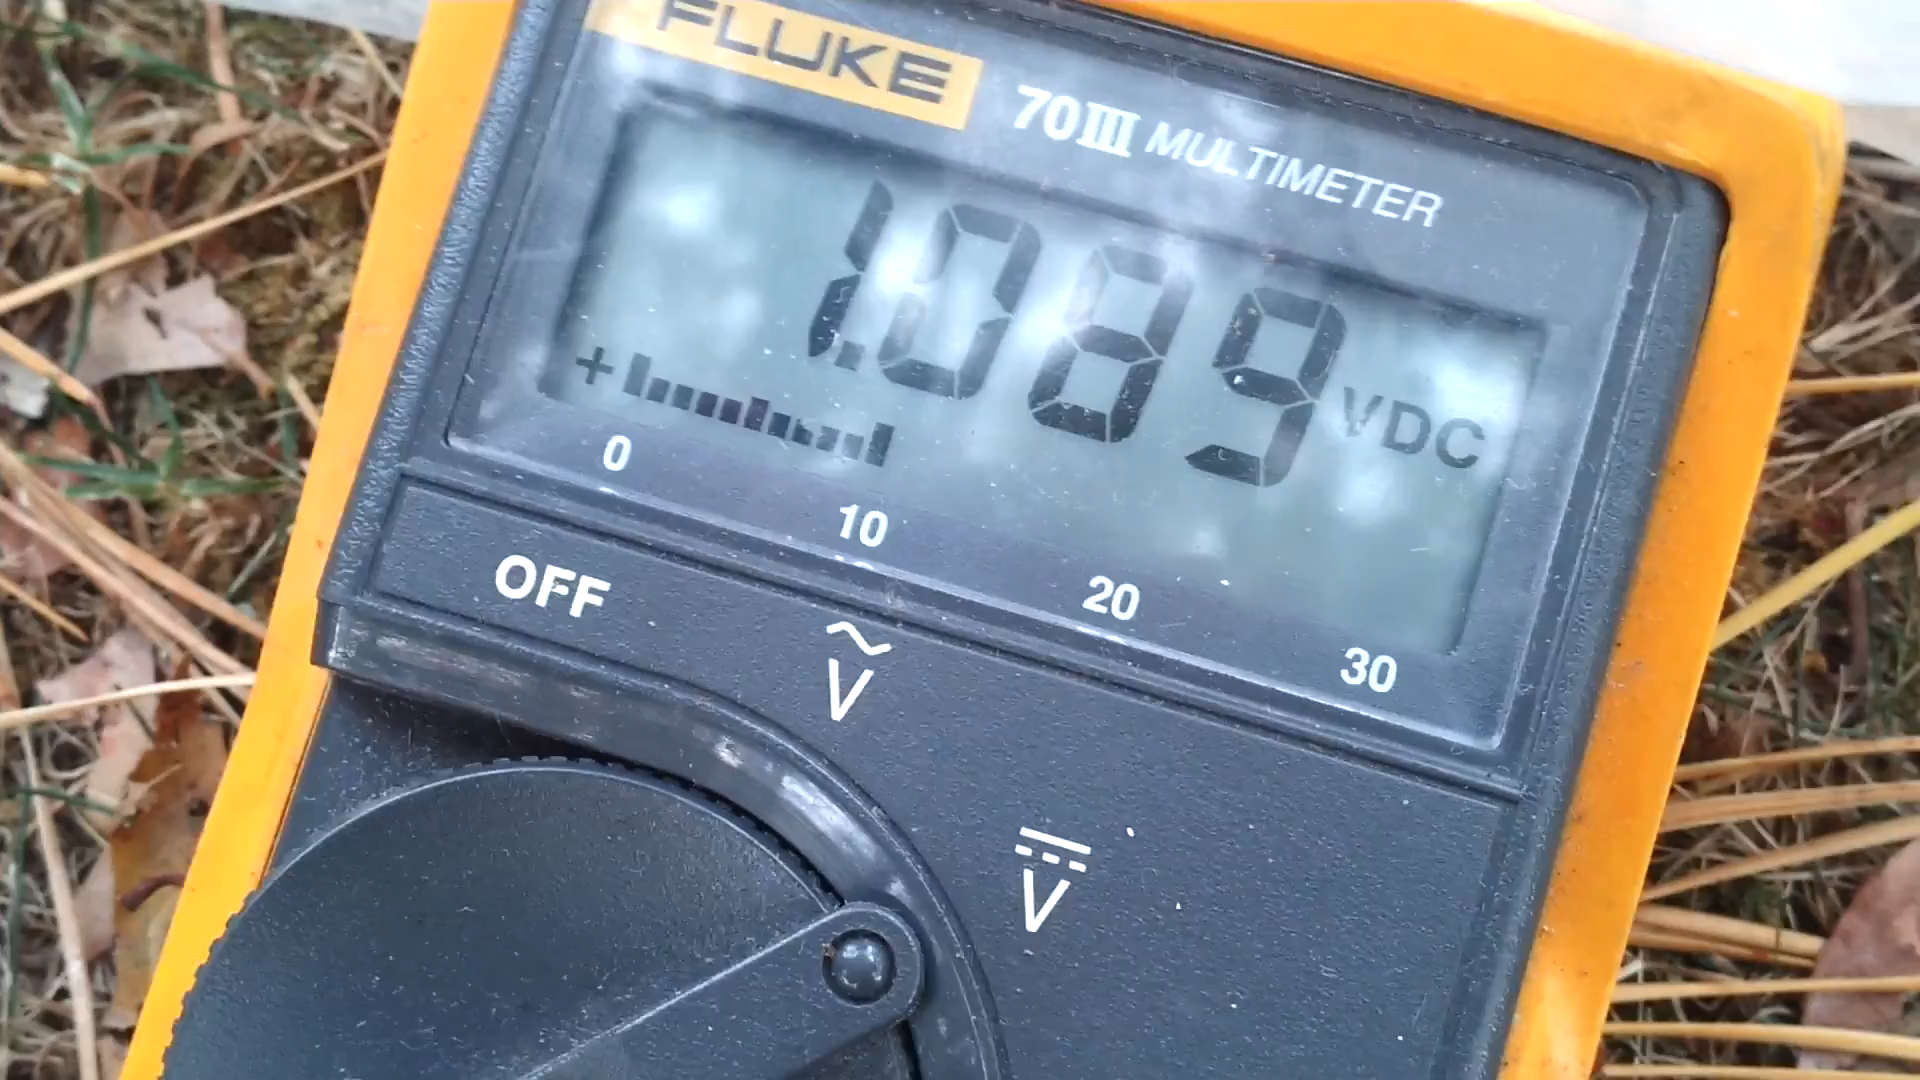 FLUKE
70III MULTIMETER
1.089 VDC
+
0 10 20 30
OFF
V
V